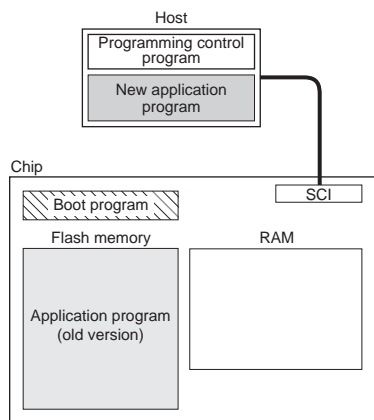 Host
Programming control
program
New application
program
Chip
SCI
Boot program
Flash memory
RAM
Application program
(old version)